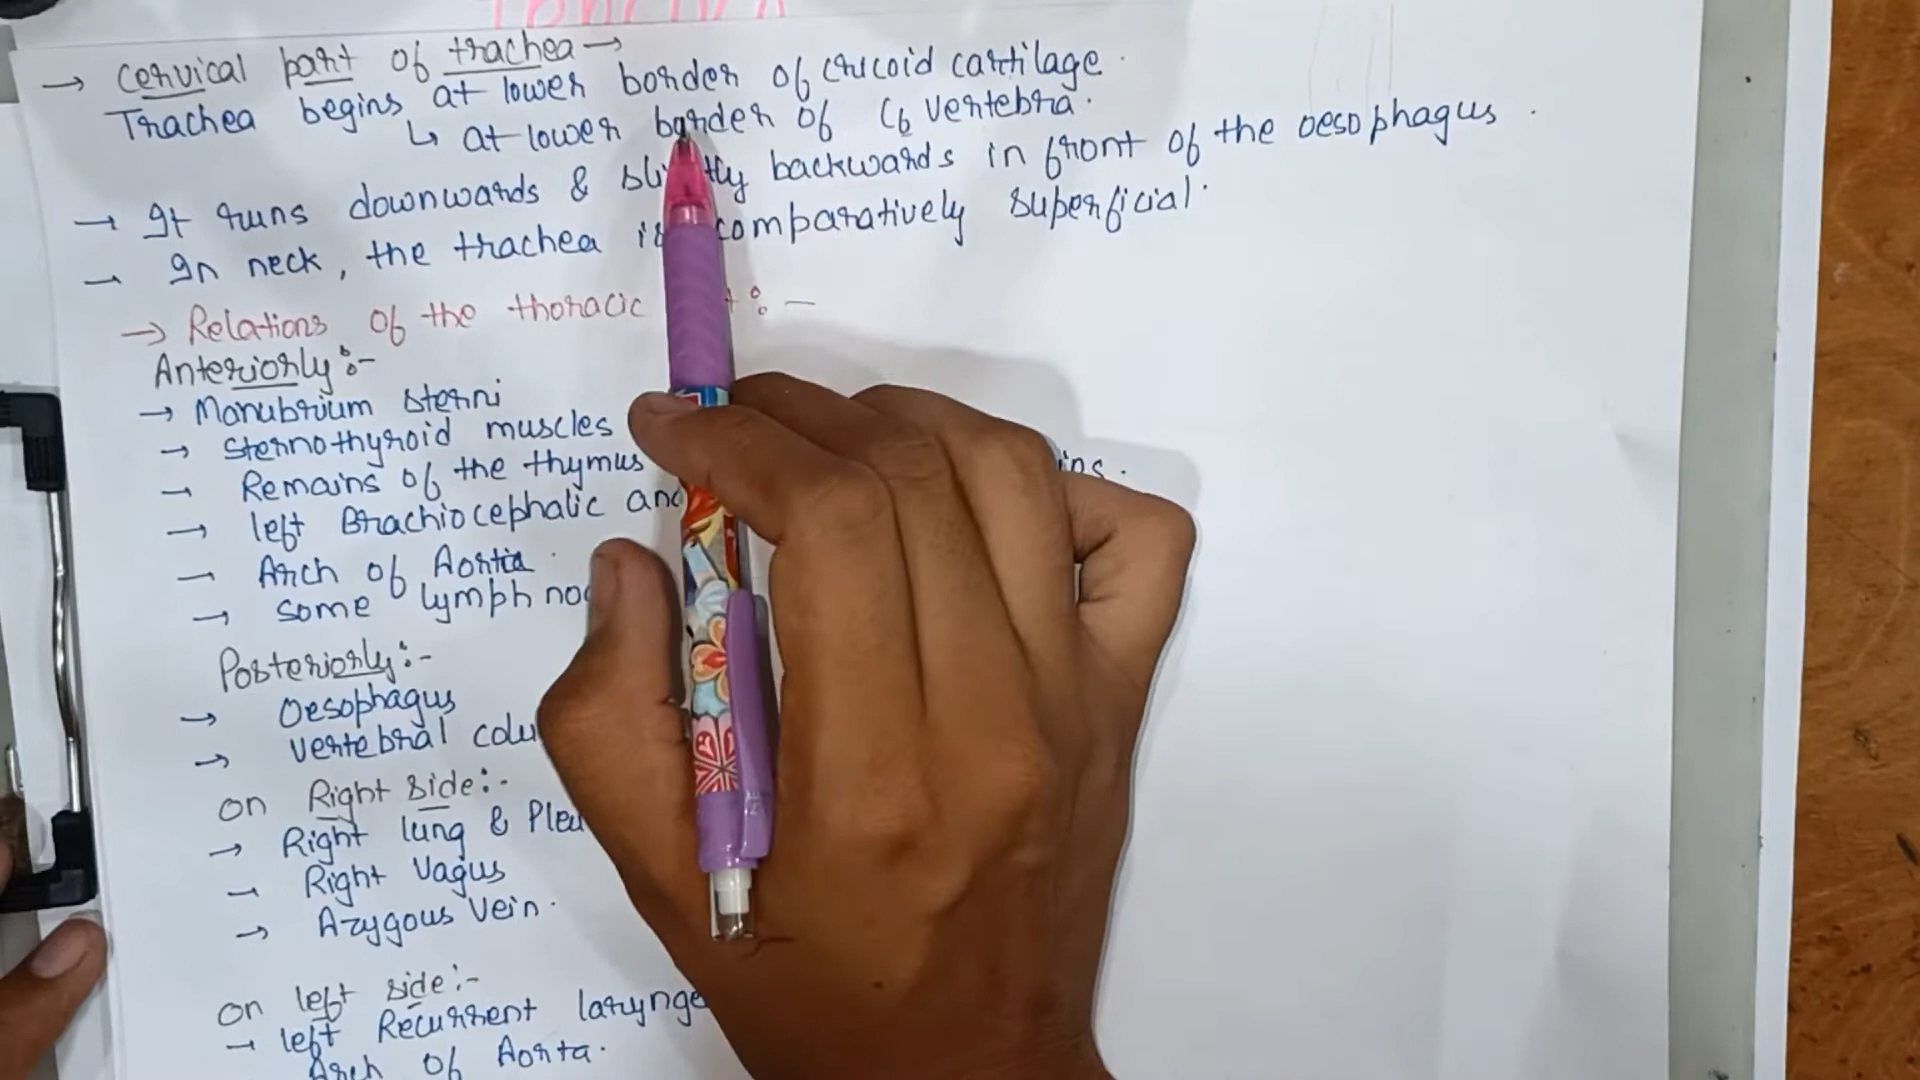 → Cervical part of trachea →
Trachea begins at lower border of cricoid cartilage.
↳ at lower border of C6 vertebra.
→ It runs downwards & backwards in front of the oesophagus.
→ In neck, the trachea is comparatively superficial.
→ Relations of the thoracic :-
Anteriorly :-
→ Manubrium sterni
→ Sternothyroid muscles
→ Remains of the thymus
→ left Brachiocephalic and
→ Arch of Aorta.
→ some lymph
Posteriorly :-
→ Oesophagus
→ vertebral
on Right side :-
→ Right lung &
→ Right Vagus
→ Azygous Vein.
on left side :-
→ left Recurrent
Arch of Aorta.